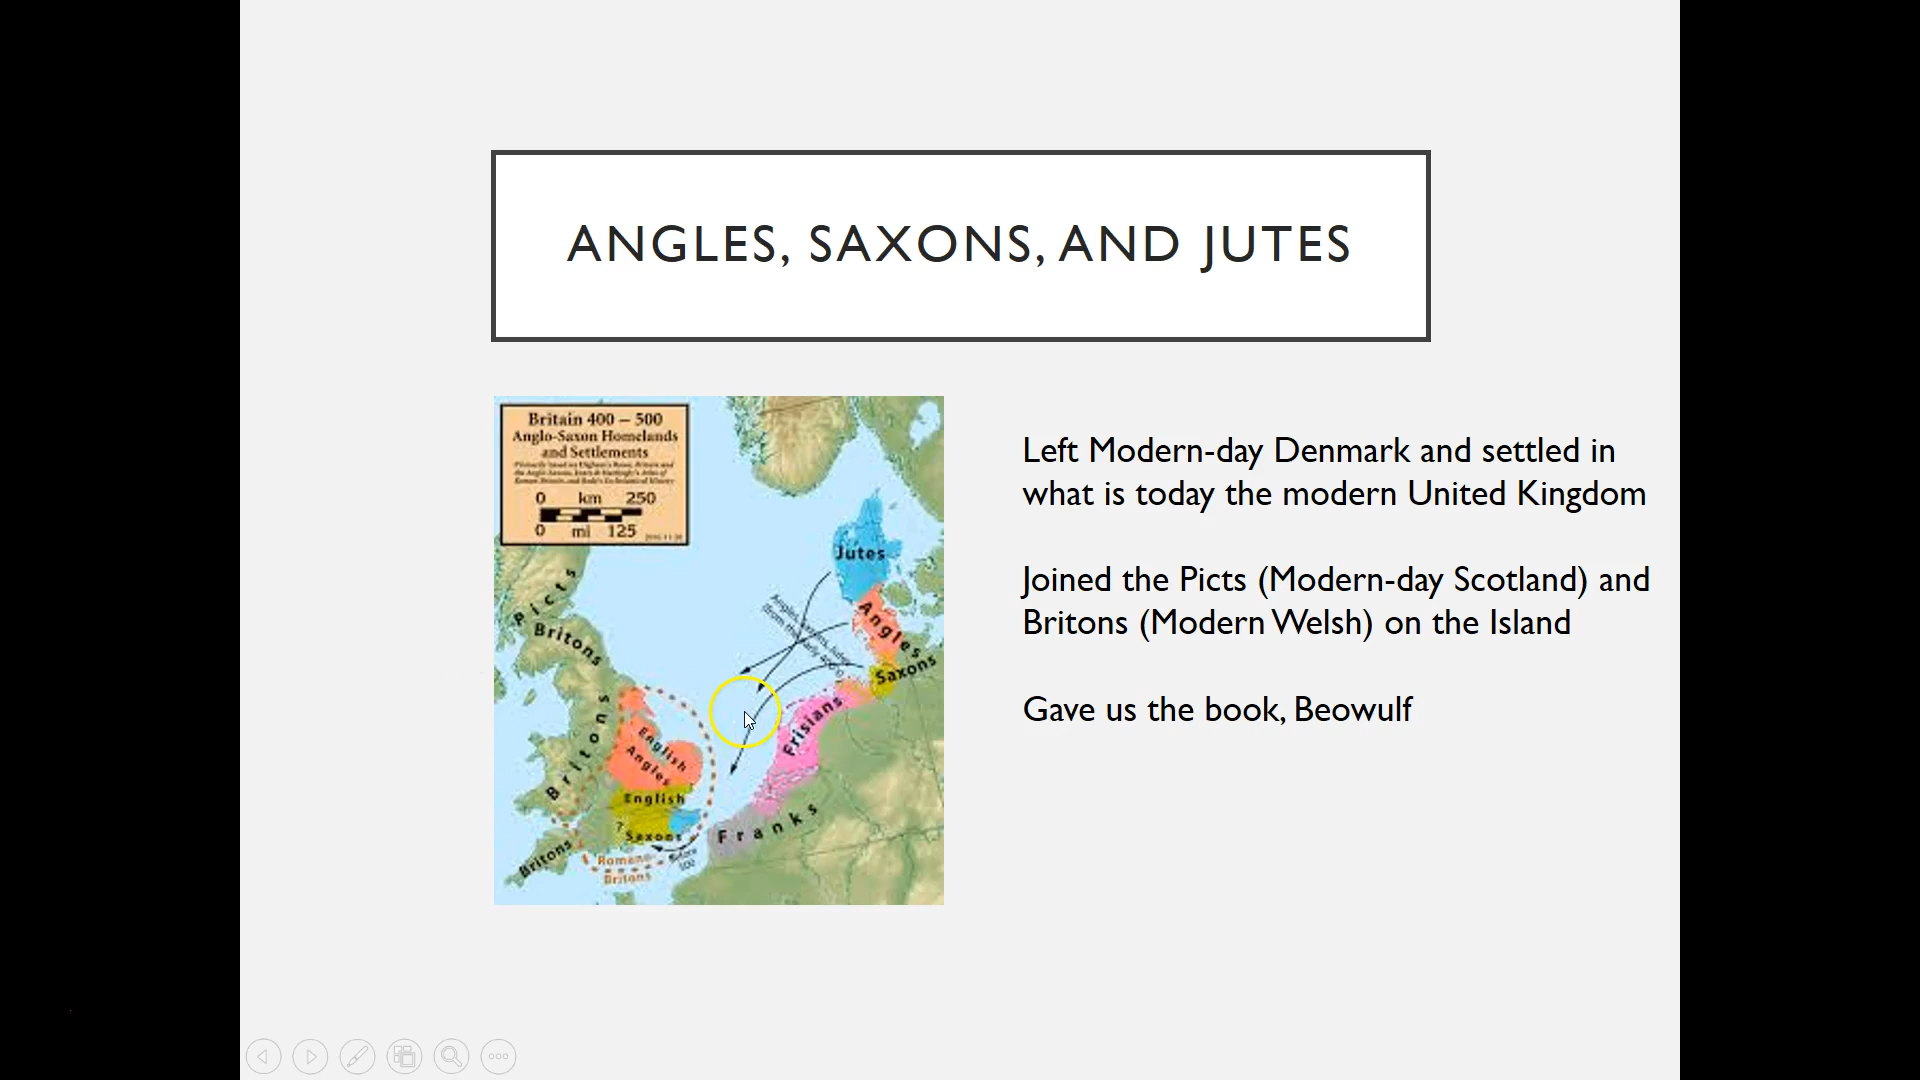 ANGLES, SAXONS, AND JUTES
Britain 400 – 500
Anglo-Saxon Homelands
and Settlements
0 km 250
0 mi 125
Left Modern-day Denmark and settled in
what is today the modern United Kingdom
Joined the Picts (Modern-day Scotland) and
Britons (Modern Welsh) on the Island
Gave us the book, Beowulf
Jutes
Picts
Angles
Britons
Saxons
Britons
Frisians
English
Angles
English
?
Saxons
Franks
Britons
Romano-
Britons